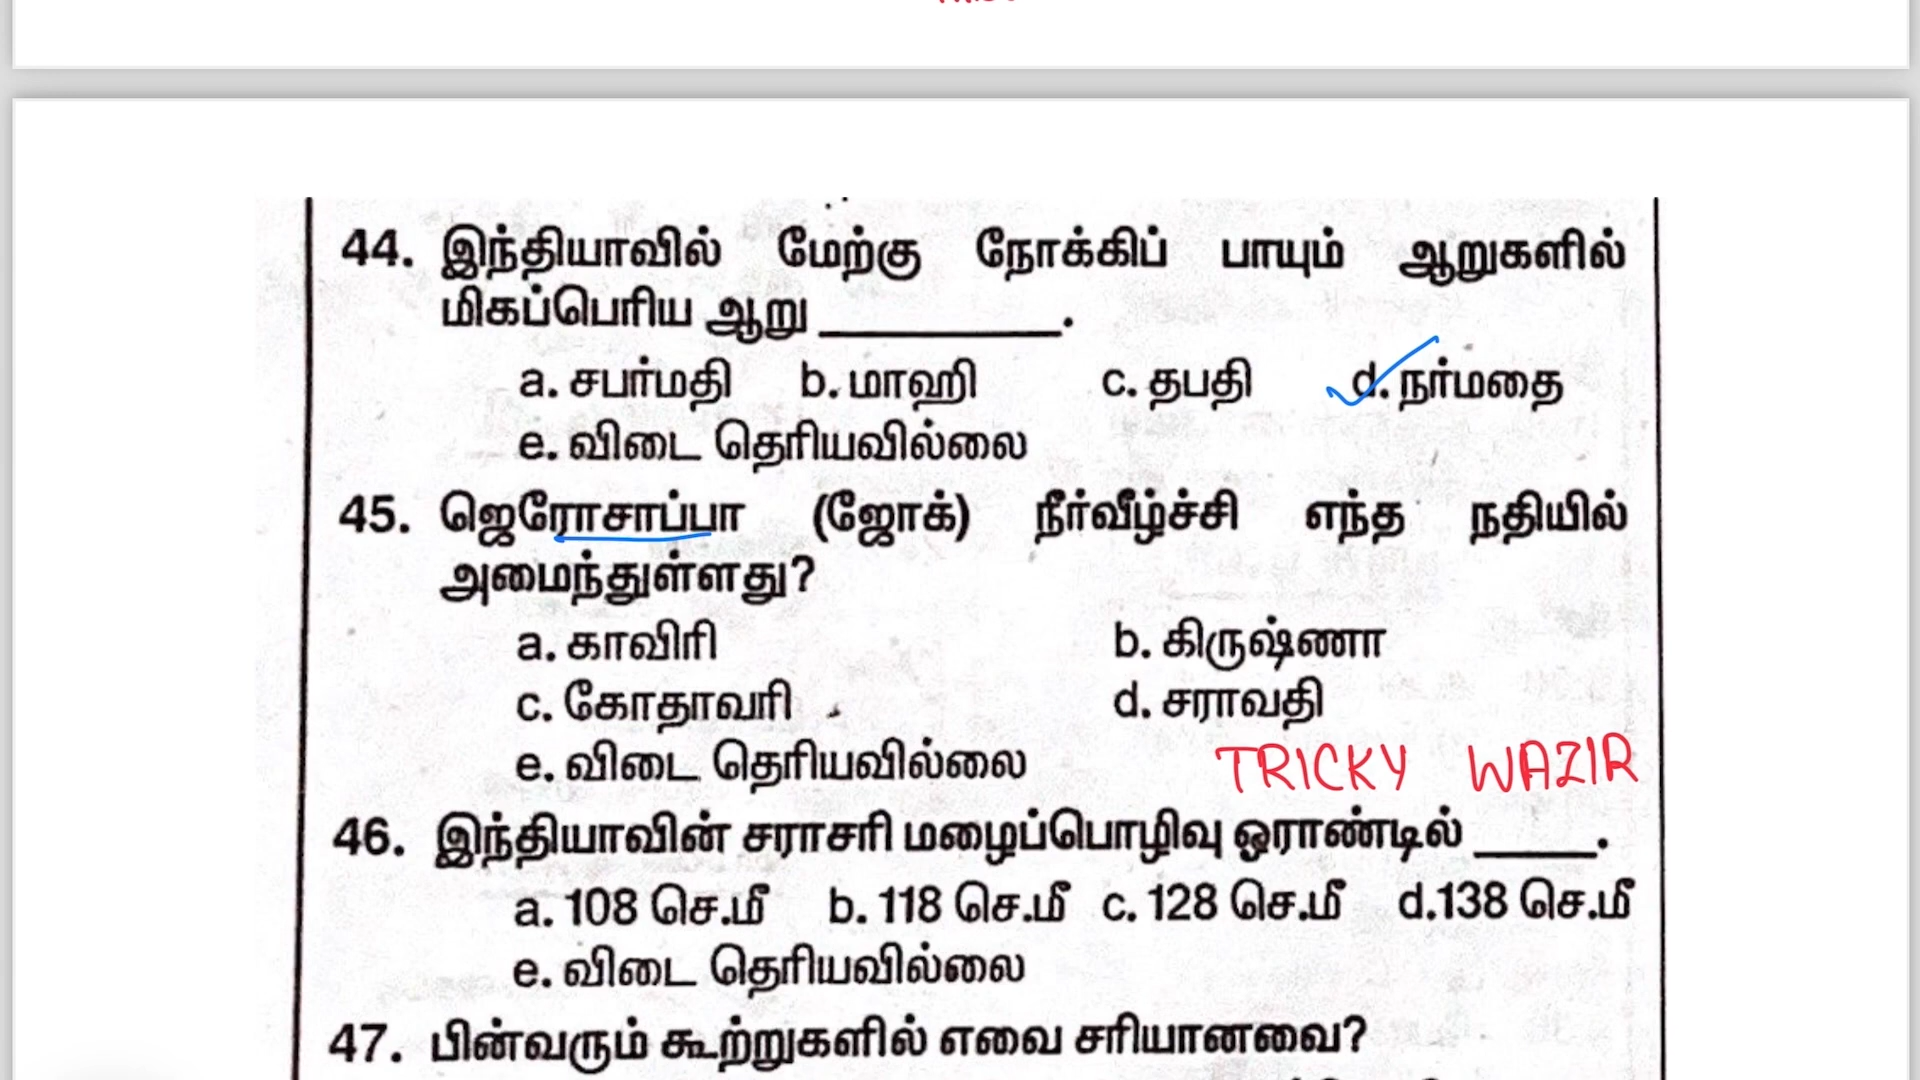 44. இந்தியாவில் மேற்கு நோக்கிப் பாயும் ஆறுகளில்
மிகப்பெரிய ஆறு __________.
a. சபர்மதி b. மாஹி c. தபதி d. நர்மதை
e. விடை தெரியவில்லை
45. ஜெரோசாப்பா (ஜோக்) நீர்வீழ்ச்சி எந்த நதியில்
அமைந்துள்ளது?
a. காவிரி b. கிருஷ்ணா
c. கோதாவரி d. சராவதி
e. விடை தெரியவில்லை TRICKY WAZIR
46. இந்தியாவின் சராசரி மழைப்பொழிவு ஓராண்டில் _____.
a. 108 செ.மீ b. 118 செ.மீ c. 128 செ.மீ d.138 செ.மீ
e. விடை தெரியவில்லை
47. பின்வரும் கூற்றுகளில் எவை சரியானவை?